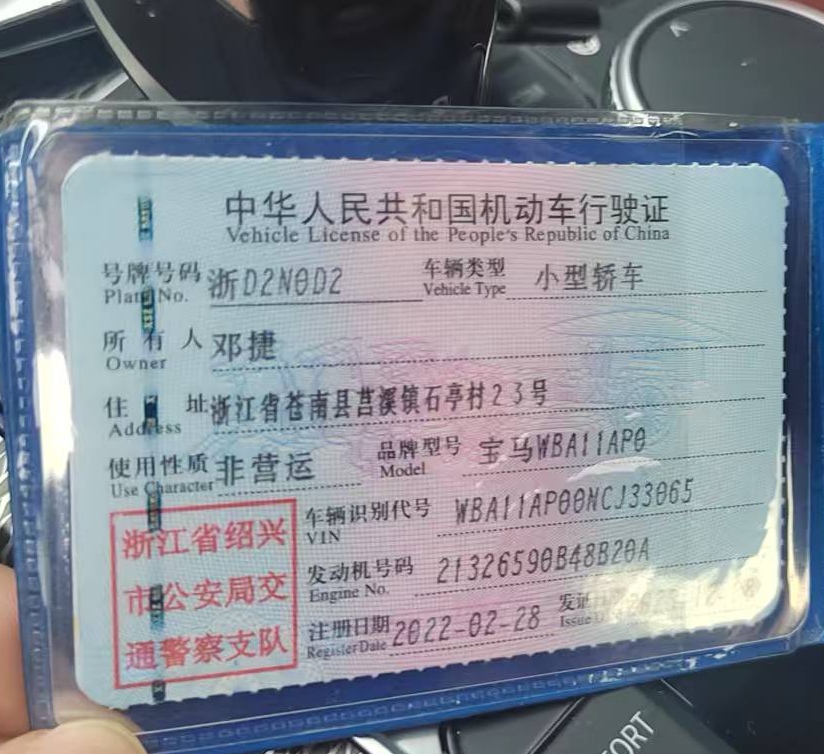 中华人民共和国机动车行驶证
Vehicle License of the People's Republic of China
号牌号码 浙D2N0D2 车辆类型 小型轿车
Plate No. Vehicle Type
所有人 邓捷
Owner
住址 浙江省苍南县莒溪镇石亭村23号
Address
使用性质 非营运 品牌型号 宝马WBA11AP0
Use Character Model
浙江省绍兴
市公安局交
通警察支队
车辆识别代号 WBA11AP00NCJ33065
VIN
发动机号码 21326590B48B20A
Engine No.
注册日期 2022-02-28 发证
Register Date Issue